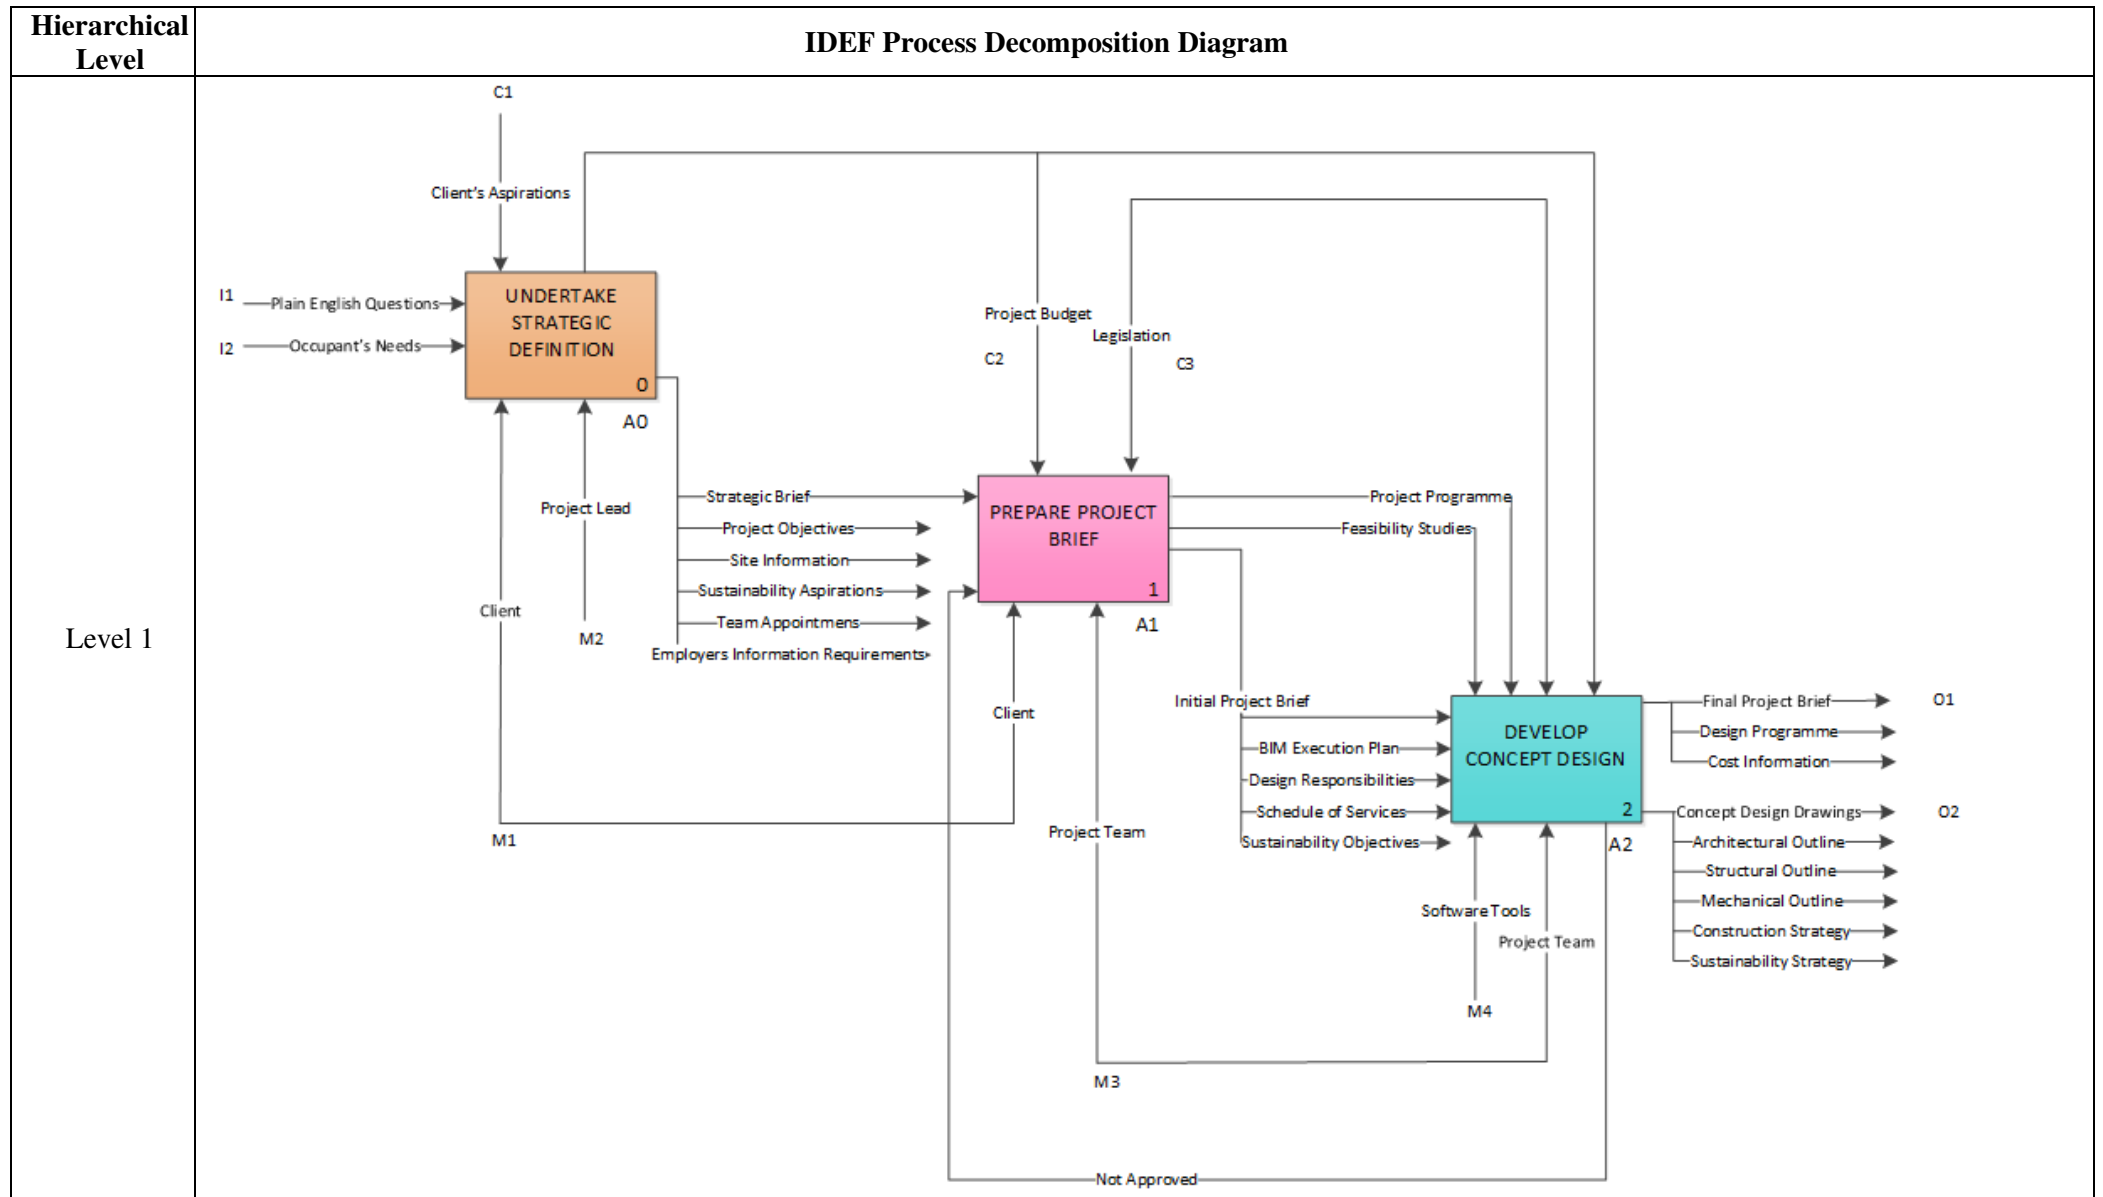 Hierarchical
Level
IDEF Process Decomposition Diagram
Level 1
C1
Client's Aspirations
I1
Plain English Questions
I2
Occupant's Needs
UNDERTAKE
STRATEGIC
DEFINITION
0
A0
Project Budget
C2
Legislation
C3
Project Lead
M2
Client
M1
Strategic Brief
Project Objectives
Site Information
Sustainability Aspirations
Team Appointmens
Employers Information Requirements
PREPARE PROJECT
BRIEF
1
A1
Project Programme
Feasibility Studies
Client
Project Team
M3
Initial Project Brief
BIM Execution Plan
Design Responsibilities
Schedule of Services
Sustainability Objectives
DEVELOP
CONCEPT DESIGN
2
A2
Software Tools
M4
Project Team
Final Project Brief
O1
Design Programme
Cost Information
Concept Design Drawings
O2
Architectural Outline
Structural Outline
Mechanical Outline
Construction Strategy
Sustainability Strategy
Not Approved